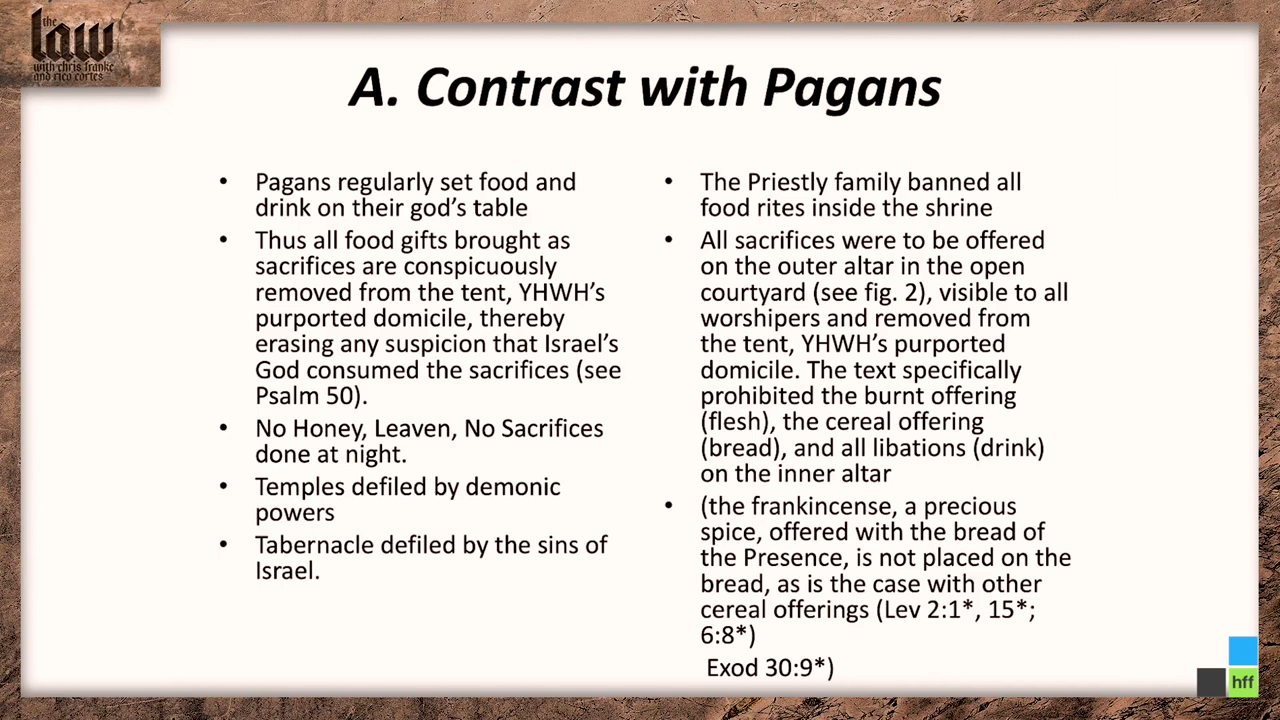 the
law
with chris franke
and rico cortes
A. Contrast with Pagans
• Pagans regularly set food and
drink on their god’s table
• Thus all food gifts brought as
sacrifices are conspicuously
removed from the tent, YHWH’s
purported domicile, thereby
erasing any suspicion that Israel’s
God consumed the sacrifices (see
Psalm 50).
• No Honey, Leaven, No Sacrifices
done at night.
• Temples defiled by demonic
powers
• Tabernacle defiled by the sins of
Israel.
• The Priestly family banned all
food rites inside the shrine
• All sacrifices were to be offered
on the outer altar in the open
courtyard (see fig. 2), visible to all
worshipers and removed from
the tent, YHWH’s purported
domicile. The text specifically
prohibited the burnt offering
(flesh), the cereal offering
(bread), and all libations (drink)
on the inner altar
• (the frankincense, a precious
spice, offered with the bread of
the Presence, is not placed on the
bread, as is the case with other
cereal offerings (Lev 2:1*, 15*;
6:8*)
Exod 30:9*)
hff